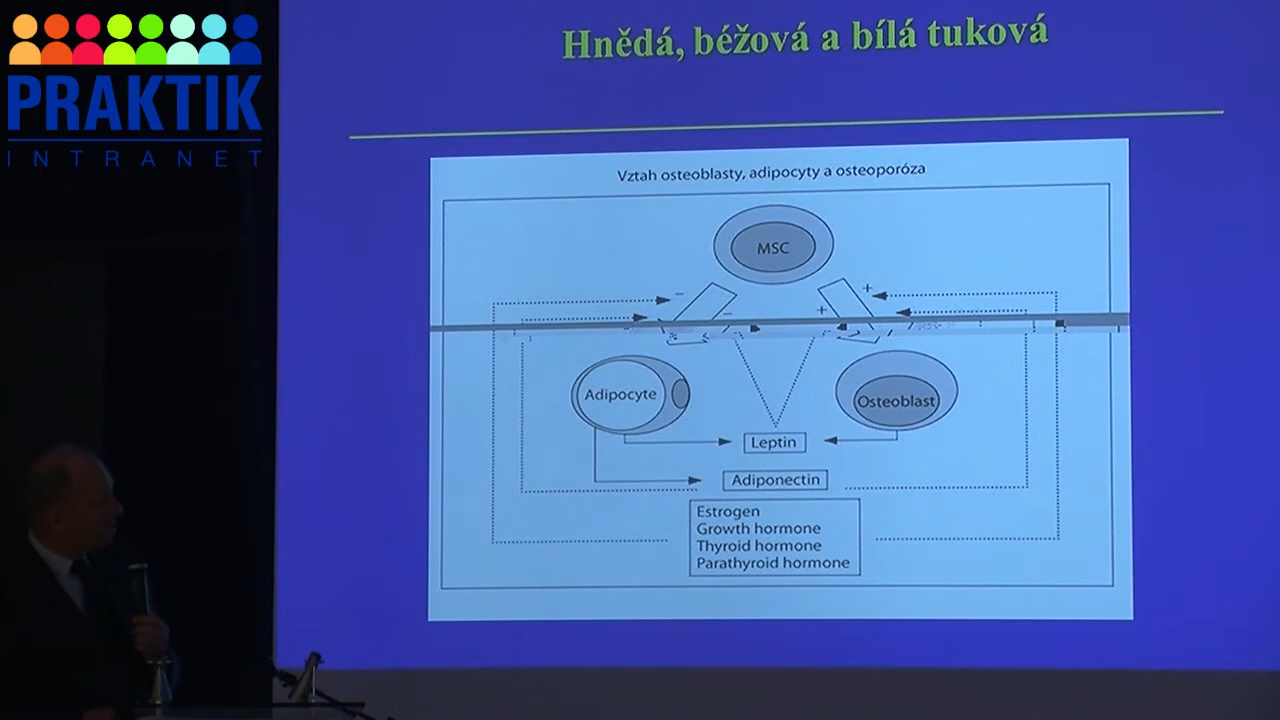 PRAKTIK
INTRANET
Hnědá, béžová a bílá tuková
Vztah osteoblasty, adipocyty a osteoporóza
MSC
– +
– +
Adipocyte
Osteoblast
Leptin
Adiponectin
Estrogen
Growth hormone
Thyroid hormone
Parathyroid hormone